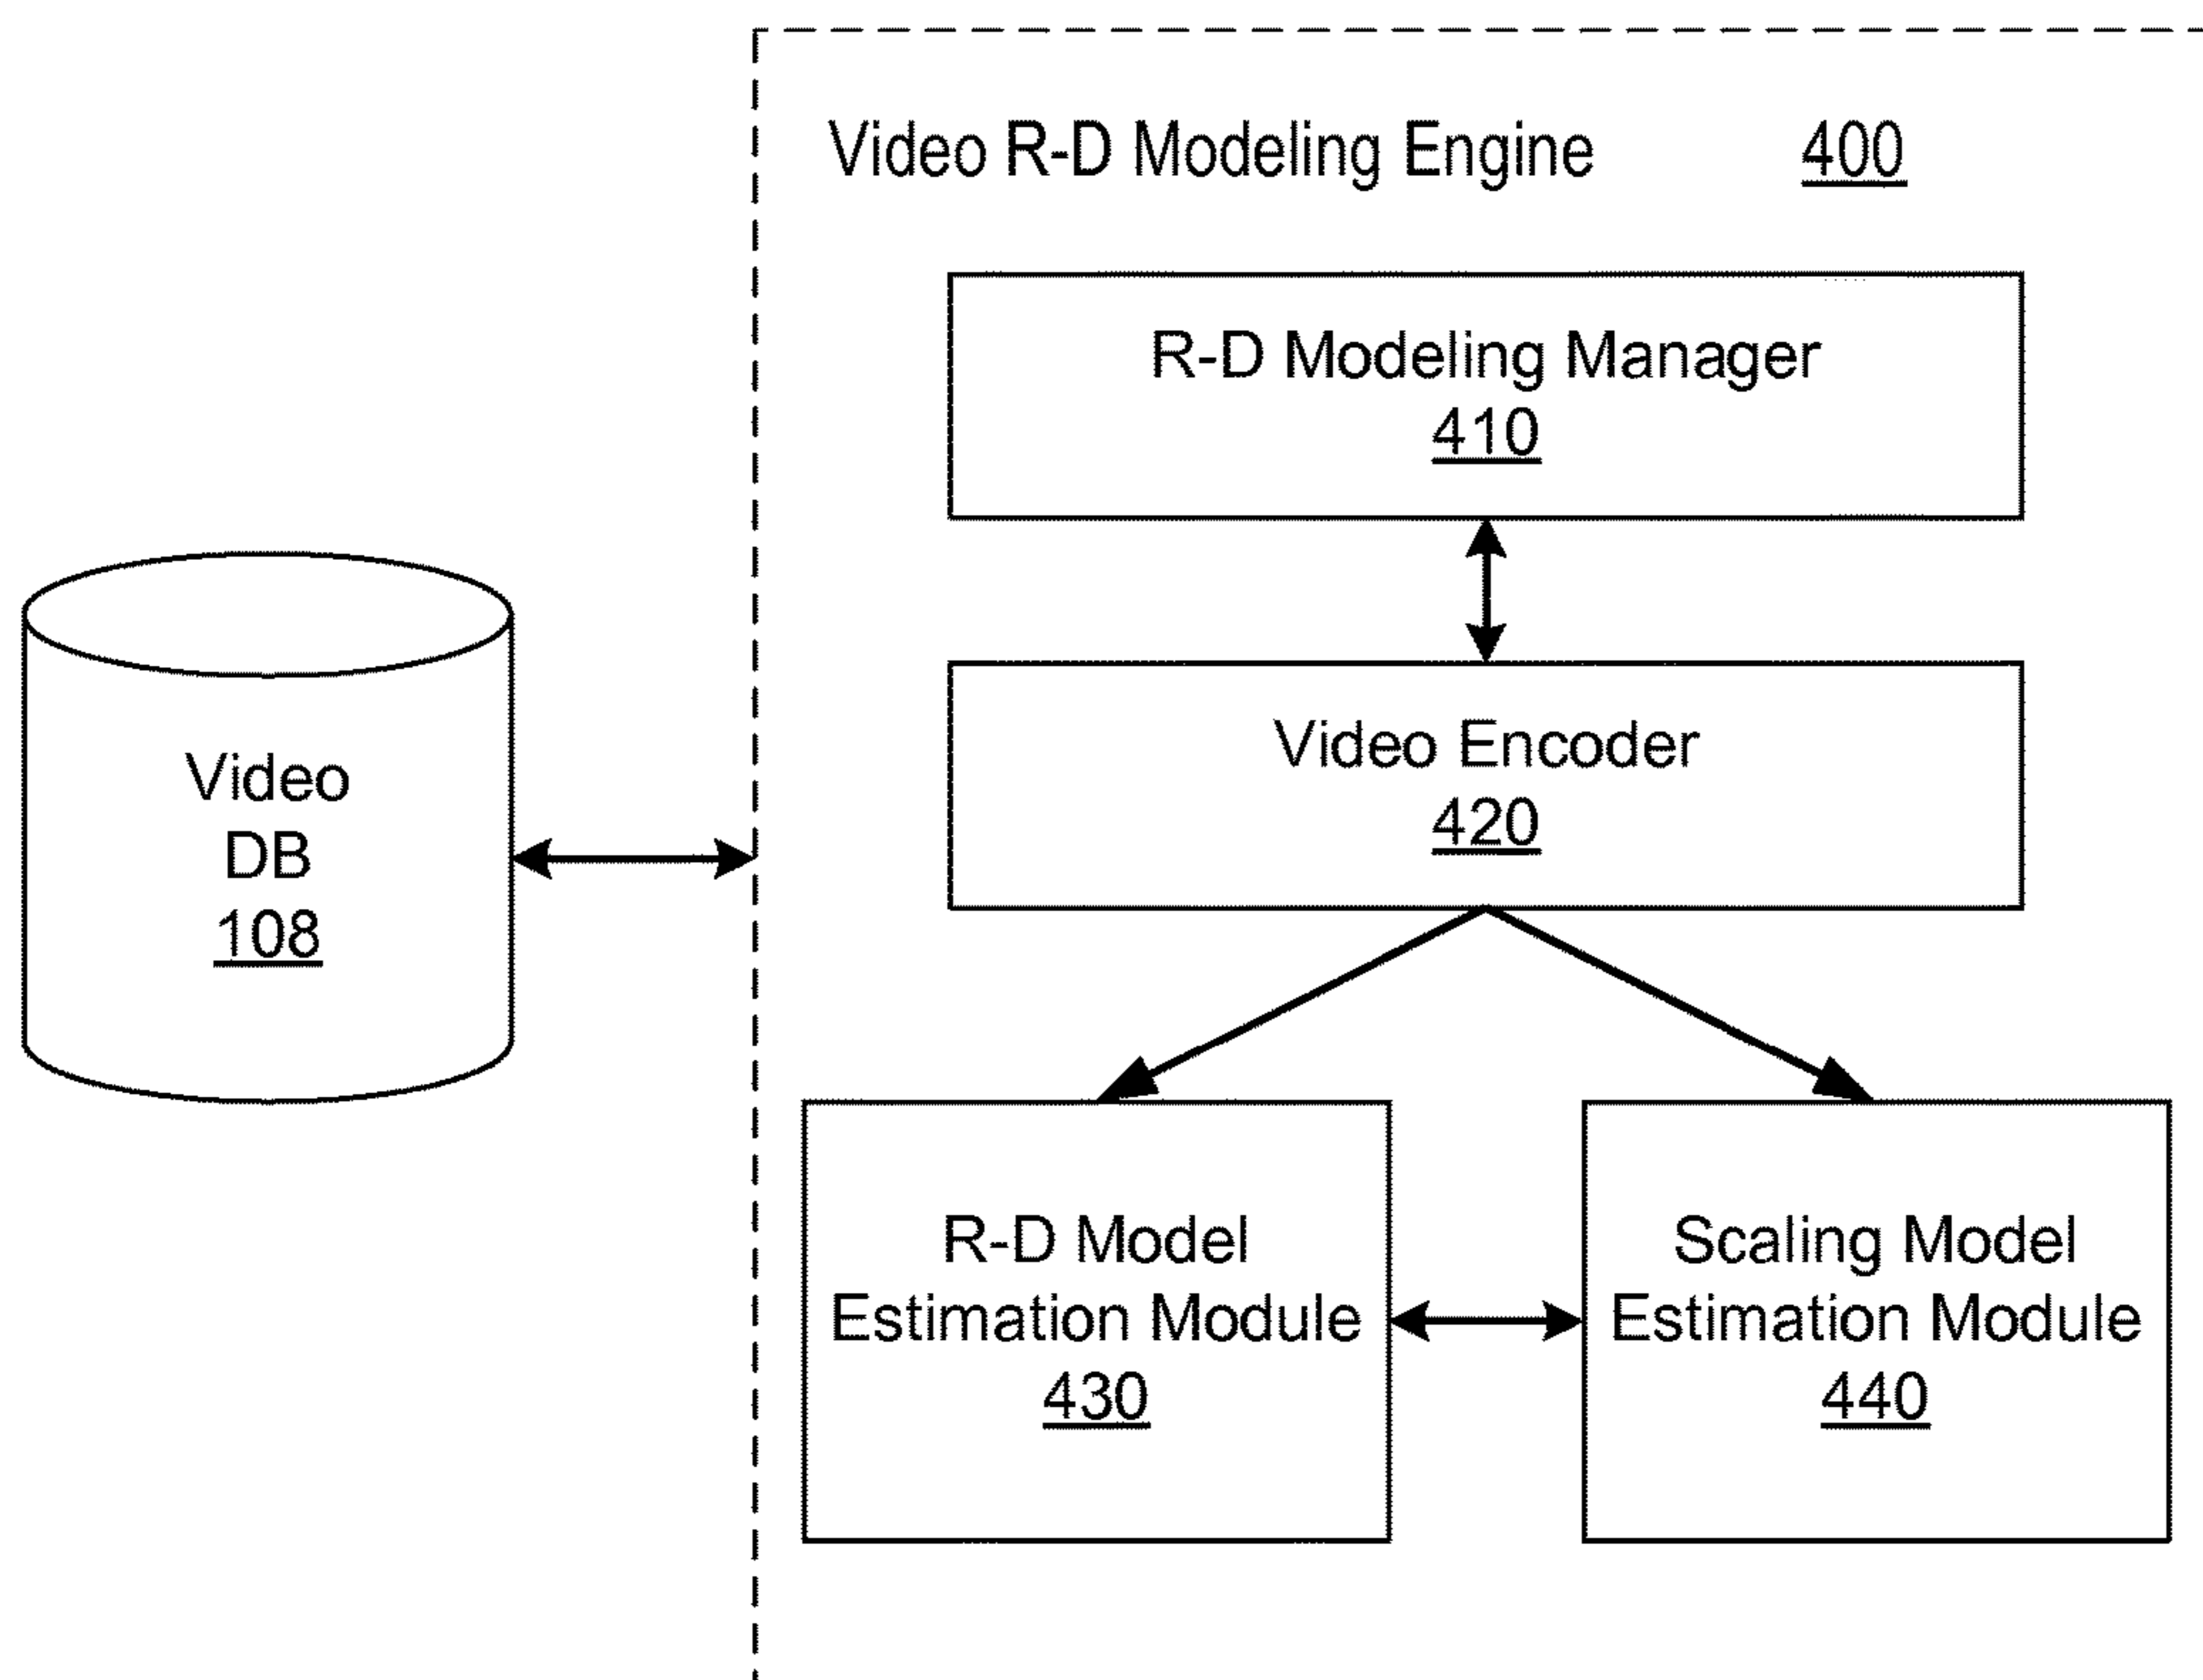 Video R-D Modeling Engine 400
R-D Modeling Manager
410
Video Encoder
420
Video
DB
108
R-D Model
Estimation Module
430
Scaling Model
Estimation Module
440